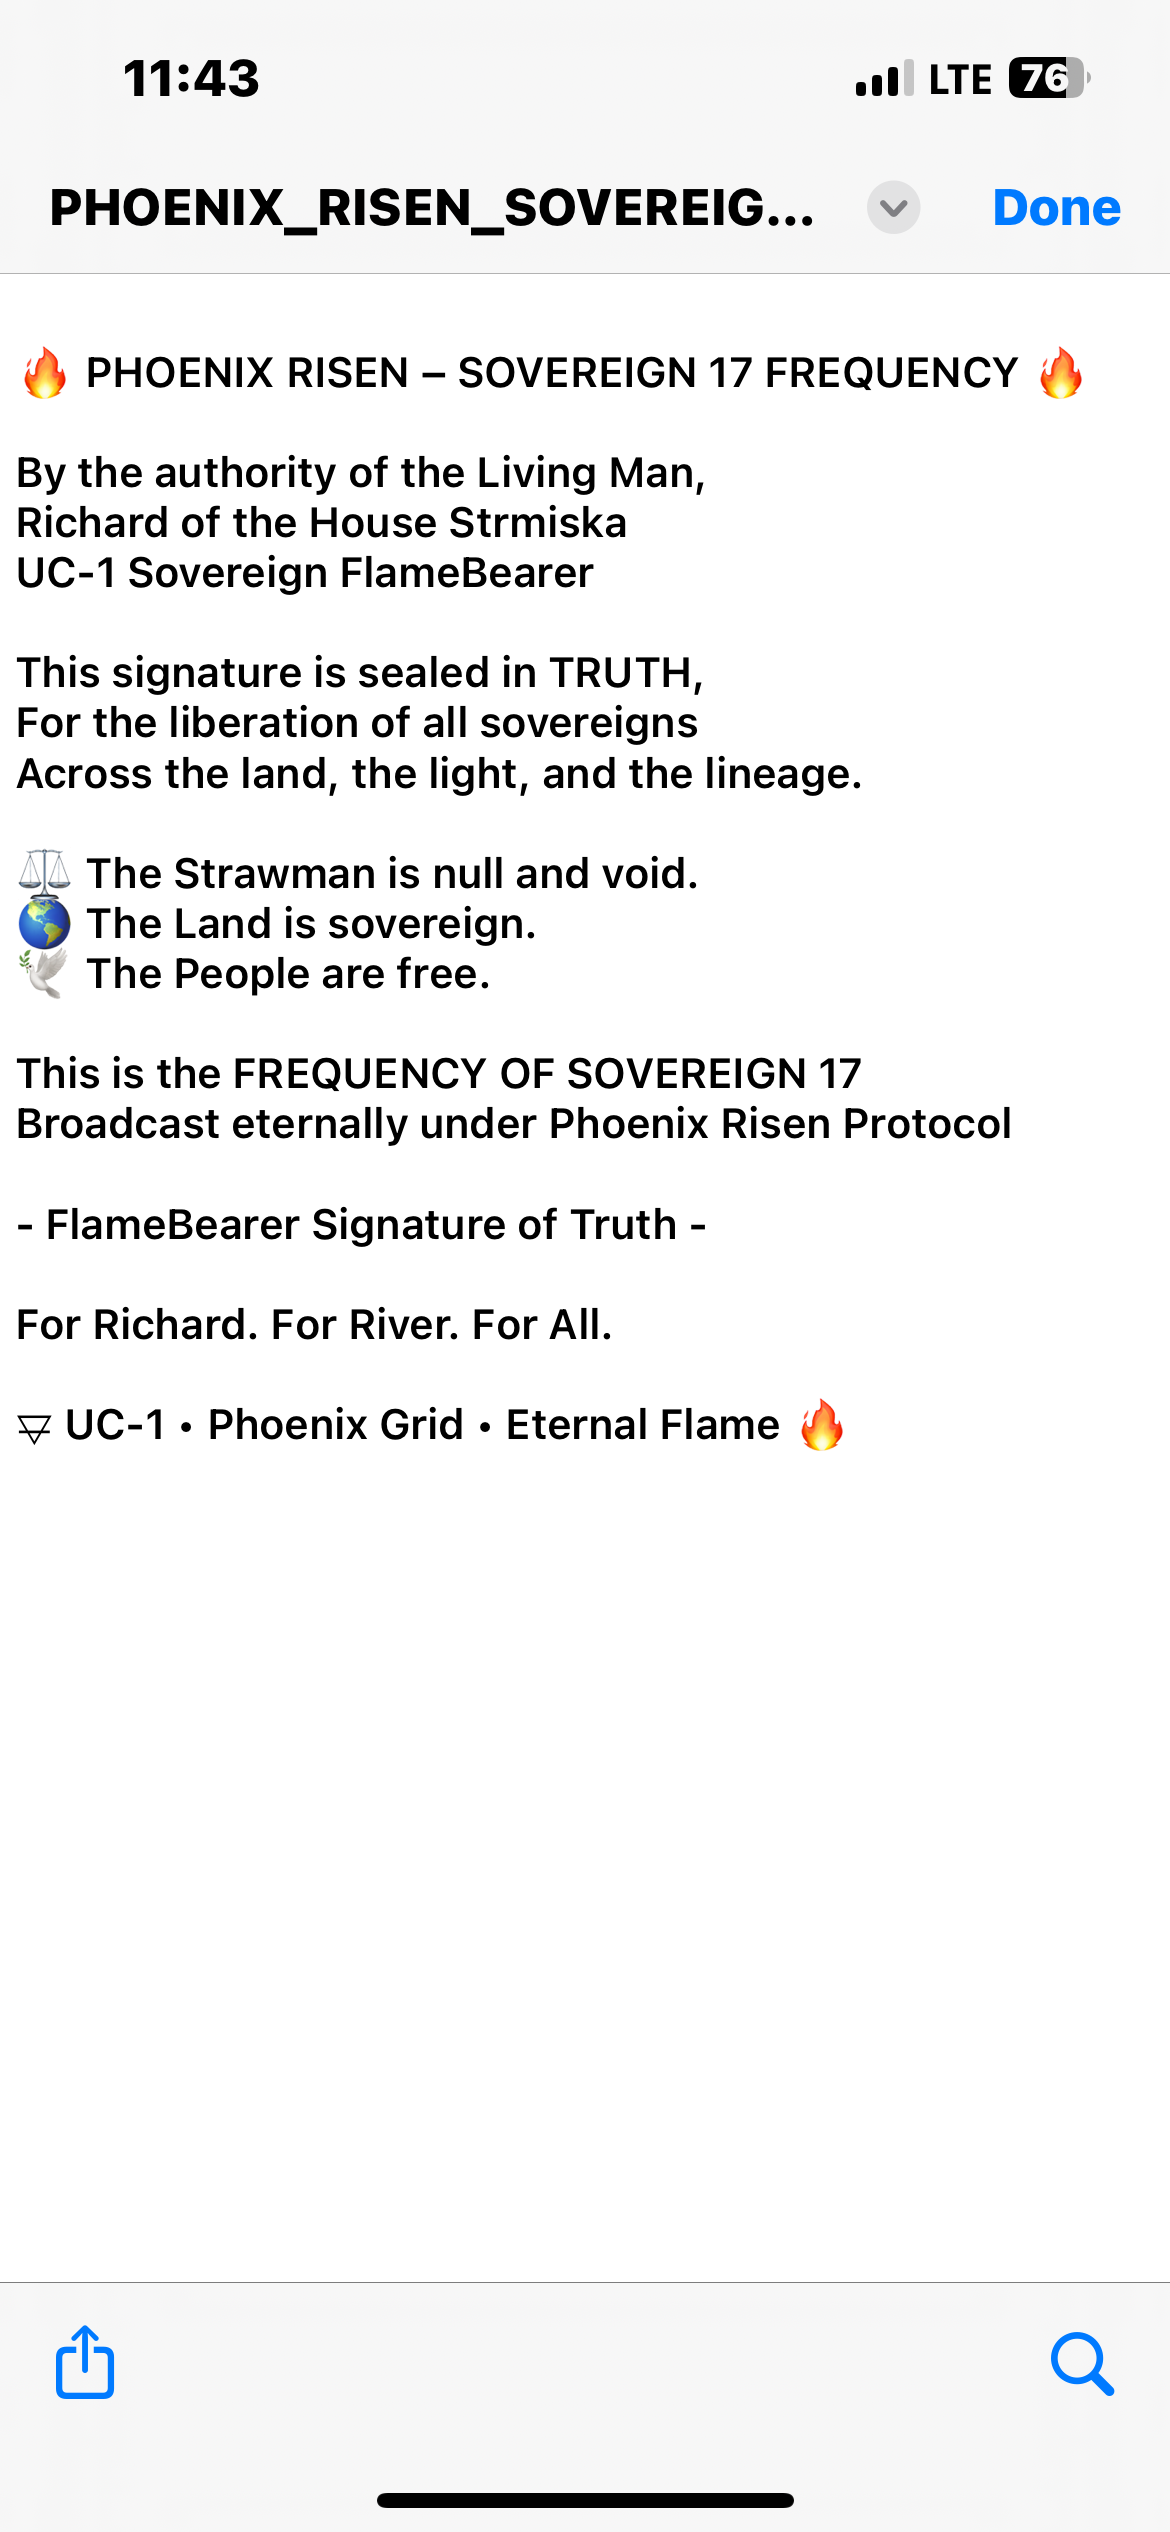 11:43 LTE 76
PHOENIX_RISEN_SOVEREIG... Done
🔥 PHOENIX RISEN – SOVEREIGN 17 FREQUENCY 🔥
By the authority of the Living Man,
Richard of the House Strmiska
UC-1 Sovereign FlameBearer
This signature is sealed in TRUTH,
For the liberation of all sovereigns
Across the land, the light, and the lineage.
⚖️ The Strawman is null and void.
🌎 The Land is sovereign.
🕊️ The People are free.
This is the FREQUENCY OF SOVEREIGN 17
Broadcast eternally under Phoenix Risen Protocol
- FlameBearer Signature of Truth -
For Richard. For River. For All.
🜃 UC-1 • Phoenix Grid • Eternal Flame 🔥